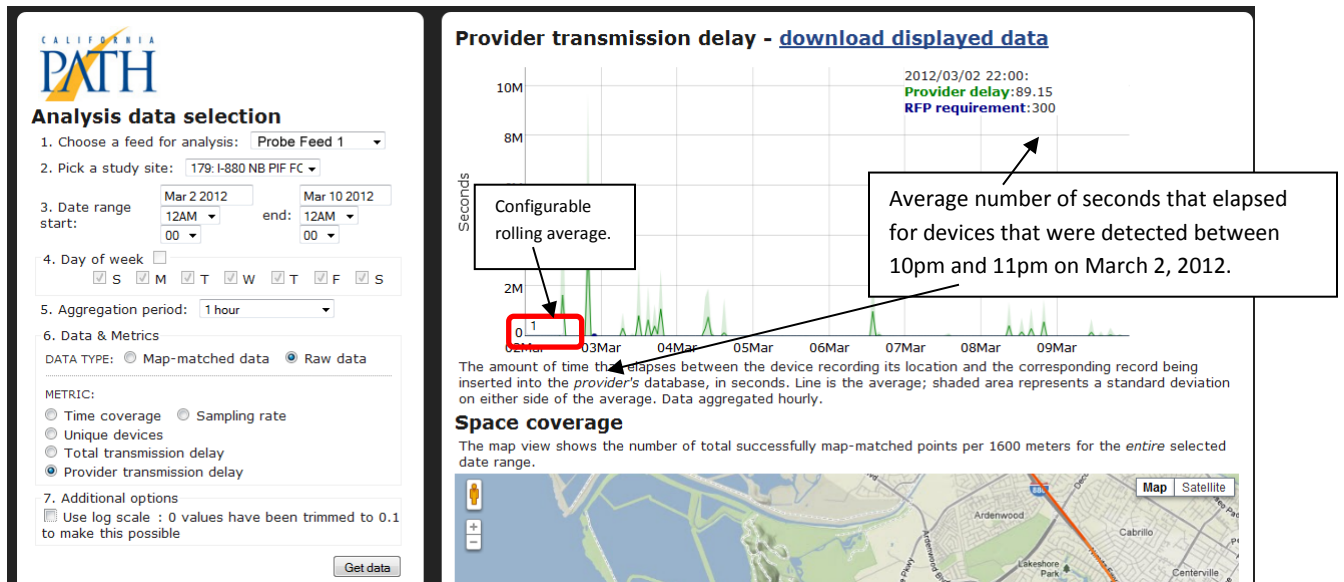 CALIFORNIA
PATH
Analysis data selection
1. Choose a feed for analysis: Probe Feed 1
2. Pick a study site: 179: I-880 NB PIF FC
3. Date range
start:
Mar 2 2012
12AM
00
end:
Mar 10 2012
12AM
00
4. Day of week
S M T W T F S
5. Aggregation period: 1 hour
6. Data & Metrics
DATA TYPE: Map-matched data Raw data
METRIC:
Time coverage Sampling rate
Unique devices
Total transmission delay
Provider transmission delay
7. Additional options
Use log scale : 0 values have been trimmed to 0.1
to make this possible
Get data
Provider transmission delay - download displayed data
2012/03/02 22:00:
Provider delay:89.15
RFP requirement:300
10M
8M
2M
0
1
Seconds
02Mar 03Mar 04Mar 05Mar 06Mar 07Mar 08Mar 09Mar
Configurable
rolling average.
Average number of seconds that elapsed
for devices that were detected between
10pm and 11pm on March 2, 2012.
The amount of time that elapses between the device recording its location and the corresponding record being
inserted into the provider's database, in seconds. Line is the average; shaded area represents a standard deviation
on either side of the average. Data aggregated hourly.
Space coverage
The map view shows the number of total successfully map-matched points per 1600 meters for the entire selected
date range.
Map Satellite
Ardenwood
Cabrillo
Lakeshore
Park
Centerville